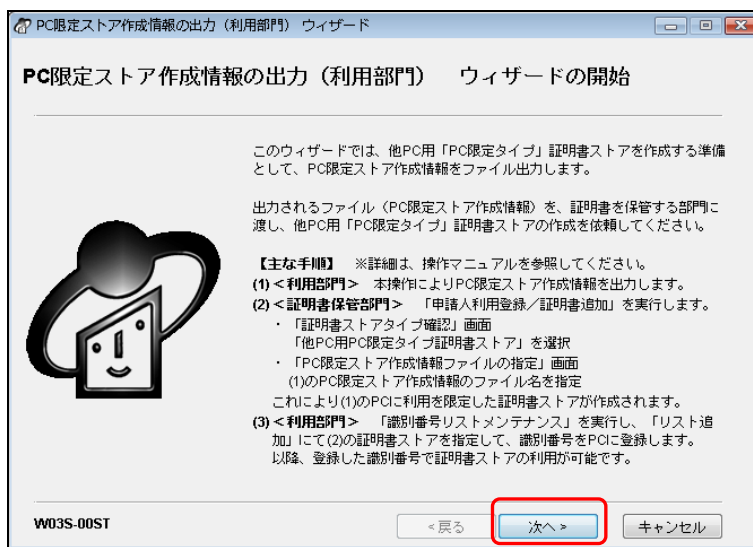 PC限定ストア作成情報の出力（利用部門） ウィザード
PC限定ストア作成情報の出力（利用部門）　ウィザードの開始
このウィザードでは、他PC用「PC限定タイプ」証明書ストアを作成する準備
として、PC限定ストア作成情報をファイル出力します。
出力されるファイル（PC限定ストア作成情報）を、証明書を保管する部門に
渡し、他PC用「PC限定タイプ」証明書ストアの作成を依頼してください。
【主な手順】　※詳細は、操作マニュアルを参照してください。
(1)＜利用部門＞　本操作によりPC限定ストア作成情報を出力します。
(2)＜証明書保管部門＞　「申請人利用登録／証明書追加」を実行します。
・「証明書ストアタイプ確認」画面
「他PC用PC限定タイプ証明書ストア」を選択
・「PC限定ストア作成情報ファイルの指定」画面
(1)のPC限定ストア作成情報のファイル名を指定
これにより(1)のPCに利用を限定した証明書ストアが作成されます。
(3)＜利用部門＞　「識別番号リストメンテナンス」を実行し、「リスト追
加」にて(2)の証明書ストアを指定して、識別番号をPCに登録します。
以降、登録した識別番号で証明書ストアの利用が可能です。
W03S-00ST
＜戻る
次へ＞
キャンセル